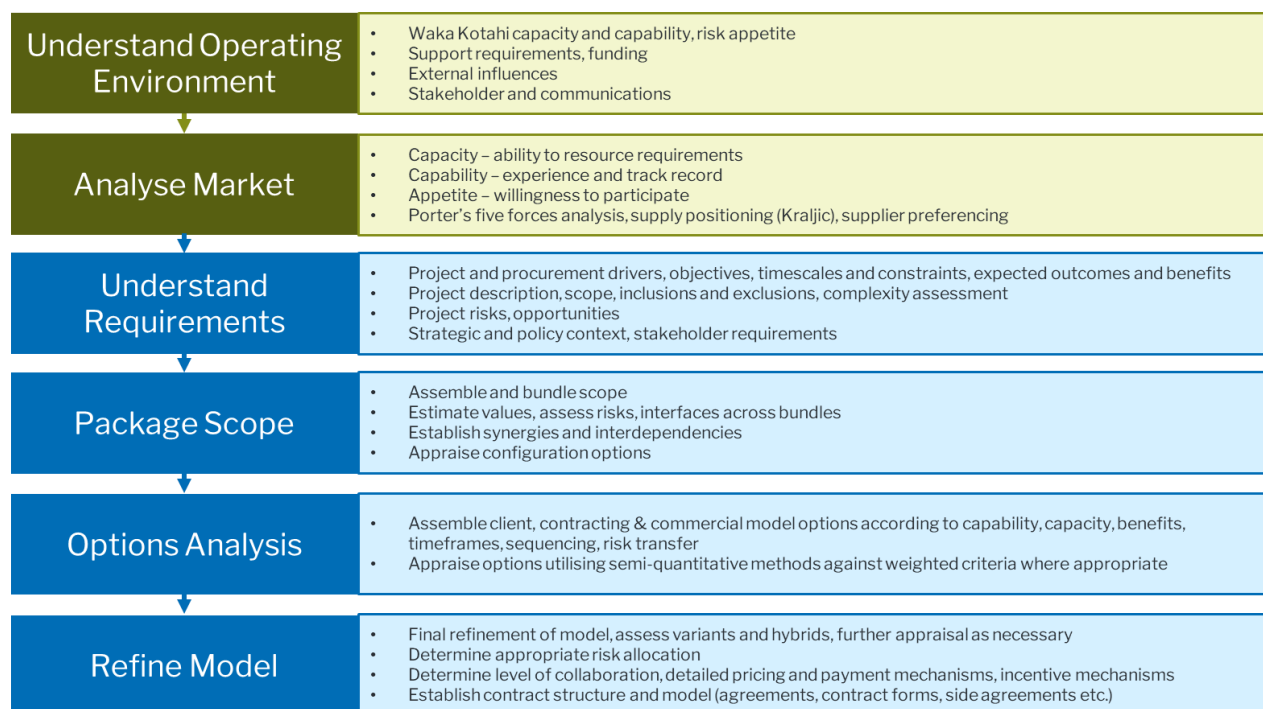 Understand Operating
Environment
• Waka Kotahi capacity and capability, risk appetite
• Support requirements, funding
• External influences
• Stakeholder and communications
Analyse Market
• Capacity – ability to resource requirements
• Capability – experience and track record
• Appetite – willingness to participate
• Porter's five forces analysis, supply positioning (Kraljic), supplier preferencing
Understand
Requirements
• Project and procurement drivers, objectives, timescales and constraints, expected outcomes and benefits
• Project description, scope, inclusions and exclusions, complexity assessment
• Project risks, opportunities
• Strategic and policy context, stakeholder requirements
Package Scope
• Assemble and bundle scope
• Estimate values, assess risks, interfaces across bundles
• Establish synergies and interdependencies
• Appraise configuration options
Options Analysis
• Assemble client, contracting & commercial model options according to capability, capacity, benefits,
timeframes, sequencing, risk transfer
• Appraise options utilising semi-quantitative methods against weighted criteria where appropriate
Refine Model
• Final refinement of model, assess variants and hybrids, further appraisal as necessary
• Determine appropriate risk allocation
• Determine level of collaboration, detailed pricing and payment mechanisms, incentive mechanisms
• Establish contract structure and model (agreements, contract forms, side agreements etc.)